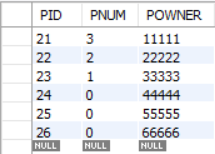 PID PNUM POWNER
21 3 11111
22 2 22222
23 1 33333
24 0 44444
25 0 55555
26 0 66666
NULL NULL NULL